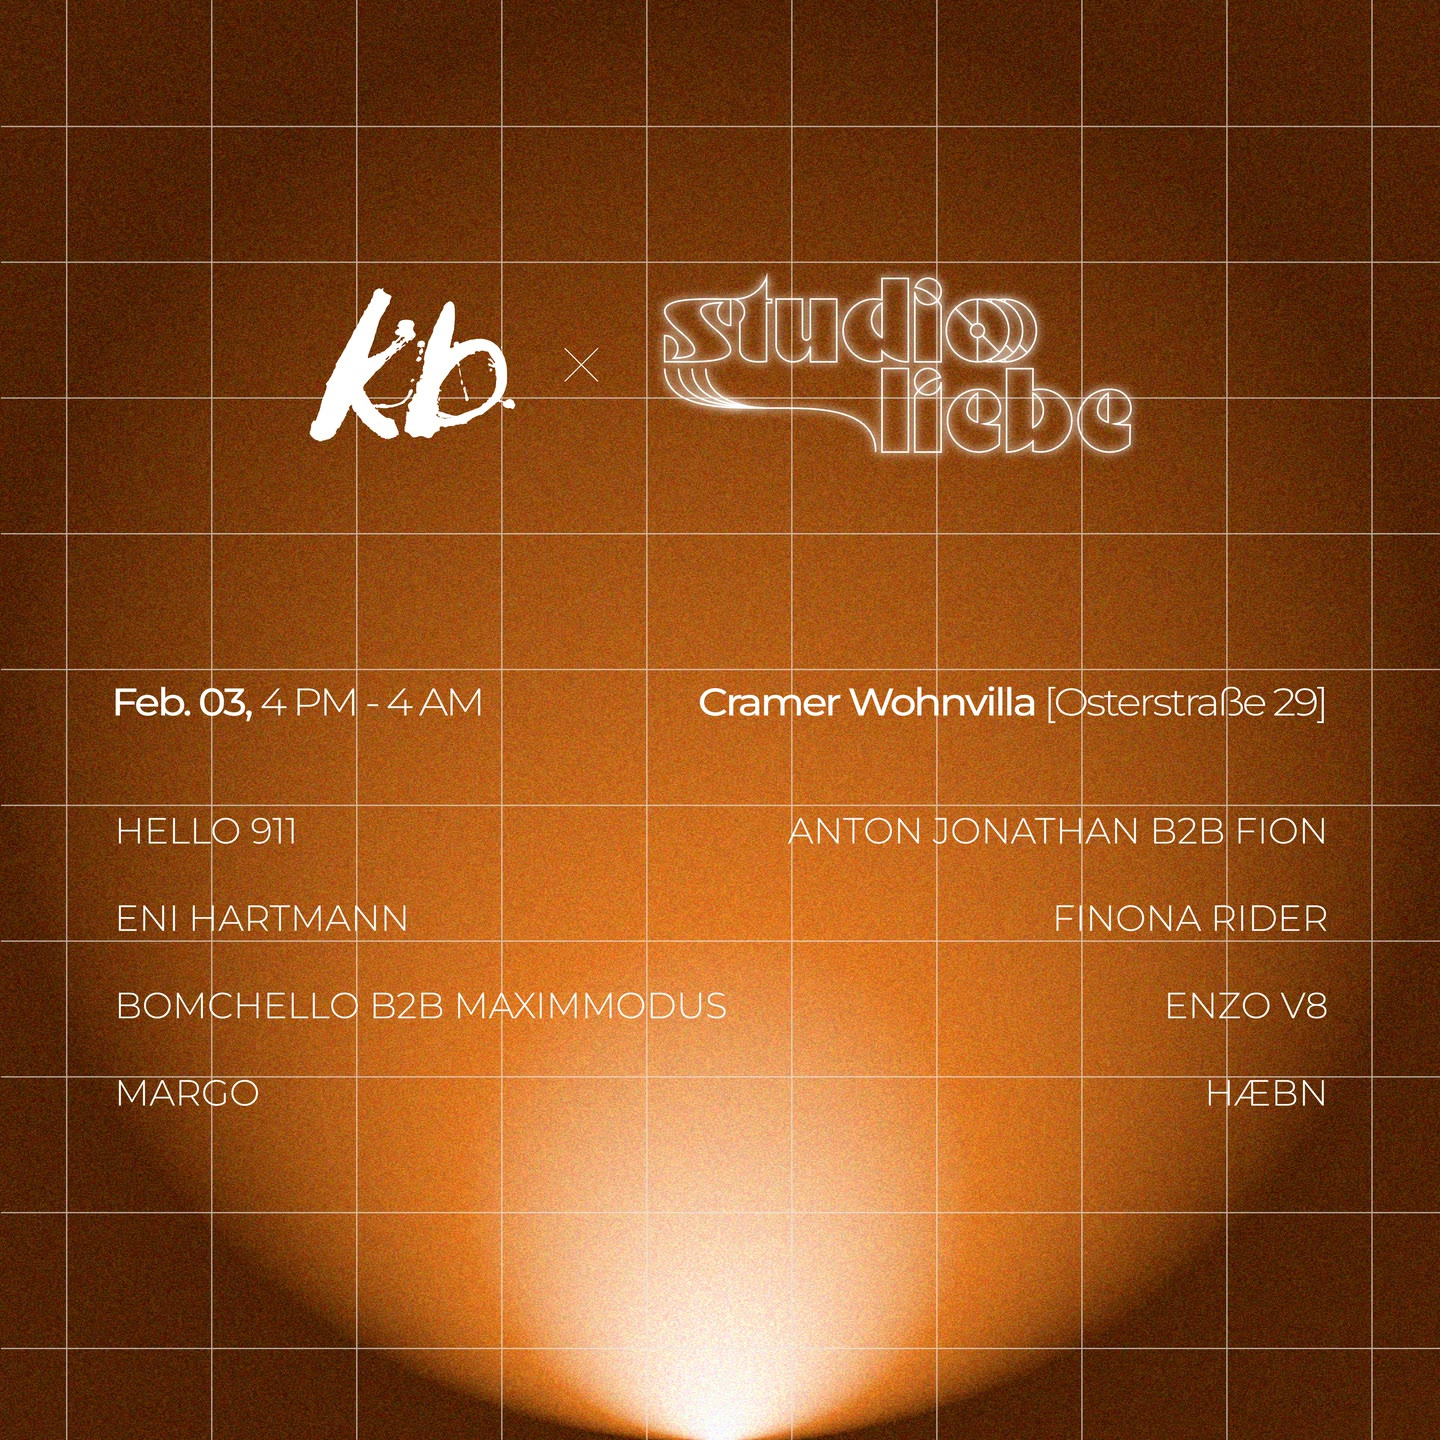 kb. × studio
liebe
Feb. 03, 4 PM - 4 AM
Cramer Wohnvilla [Osterstraße 29]
HELLO 911
ANTON JONATHAN B2B FION
ENI HARTMANN
FINONA RIDER
BOMCHELLO B2B MAXIMMODUS
ENZO V8
MARGO
HÆBN